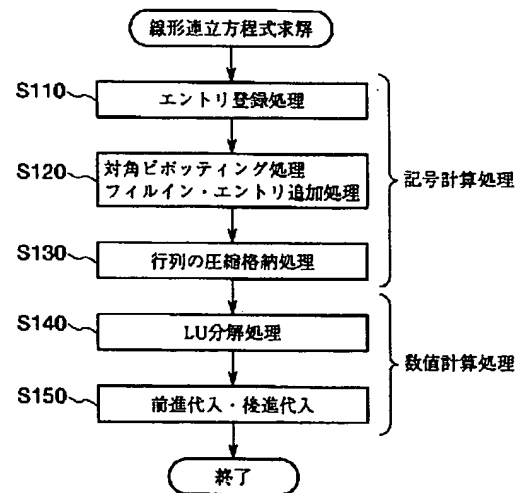 線形連立方程式求解
S110
エントリ登録処理
S120
対角ピボッティング処理
フィルイン・エントリ追加処理
記号計算処理
S130
行列の圧縮格納処理
S140
LU分解処理
数値計算処理
S150
前進代入・後進代入
終了